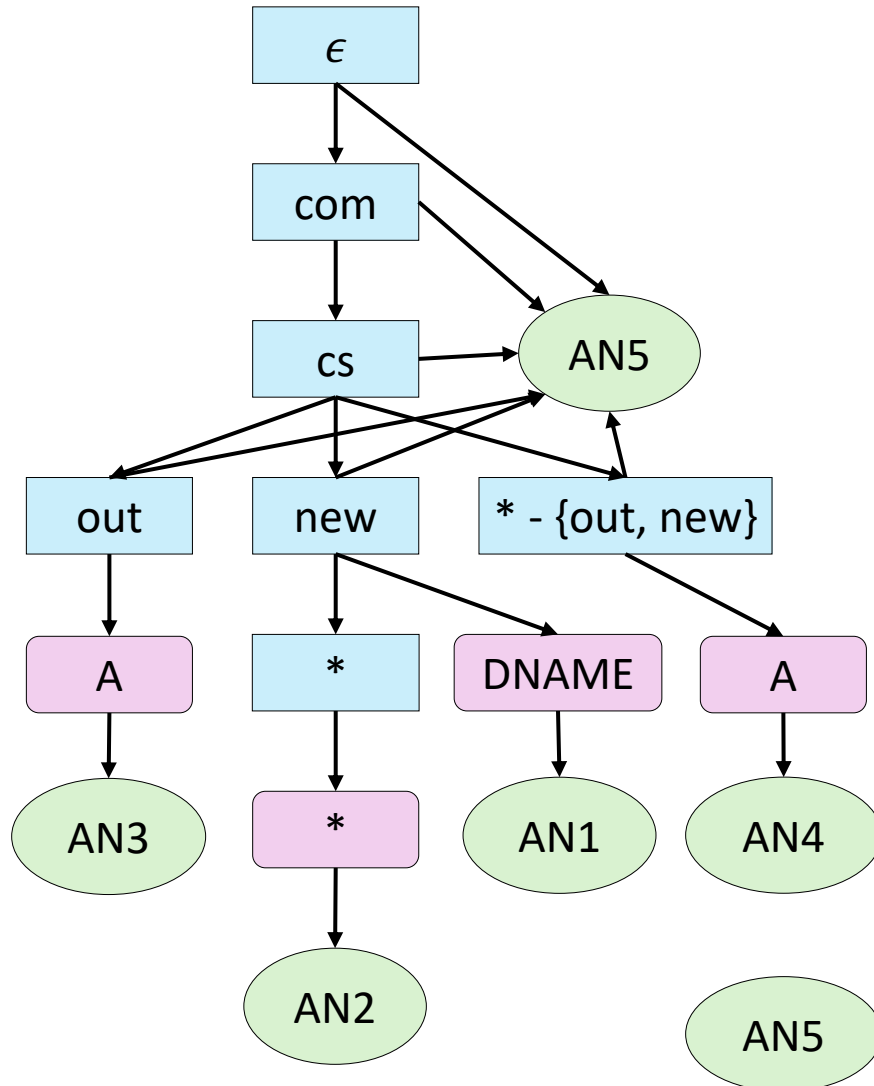 ϵ
com
AN5
cs
out
new
* - {out, new}
A
*
DNAME
A
AN3
*
AN1
AN4
AN2
AN5